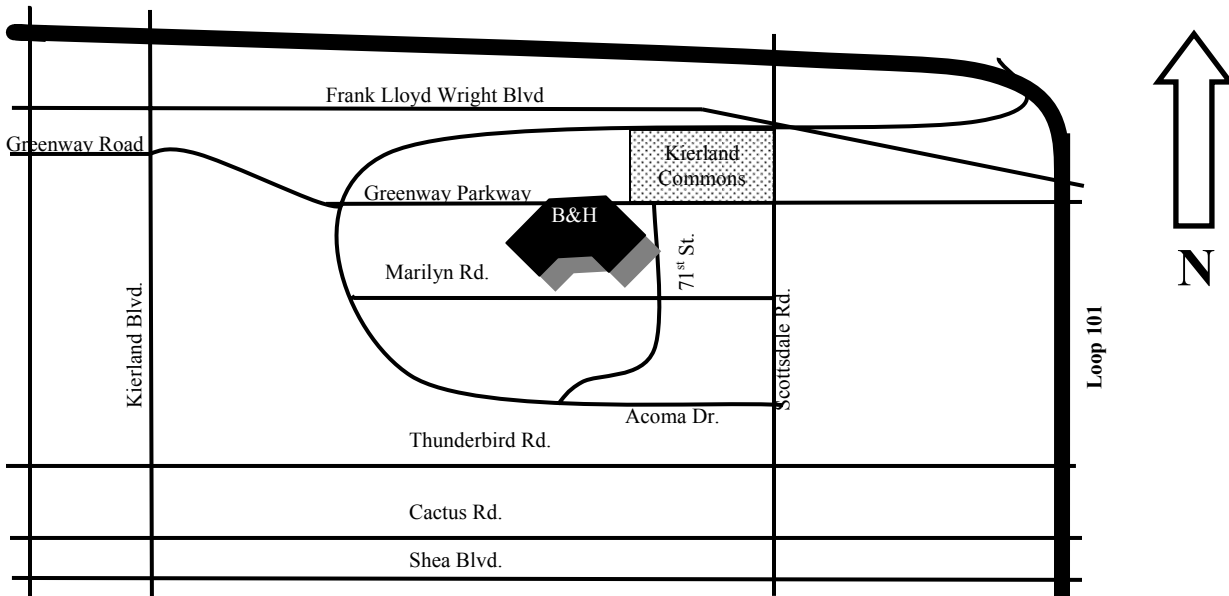 Frank Lloyd Wright Blvd
Greenway Road
Kierland
Commons
Greenway Parkway
B&H
71st St.
Marilyn Rd.
N
Kierland Blvd.
Scottsdale Rd.
Loop 101
Acoma Dr.
Thunderbird Rd.
Cactus Rd.
Shea Blvd.